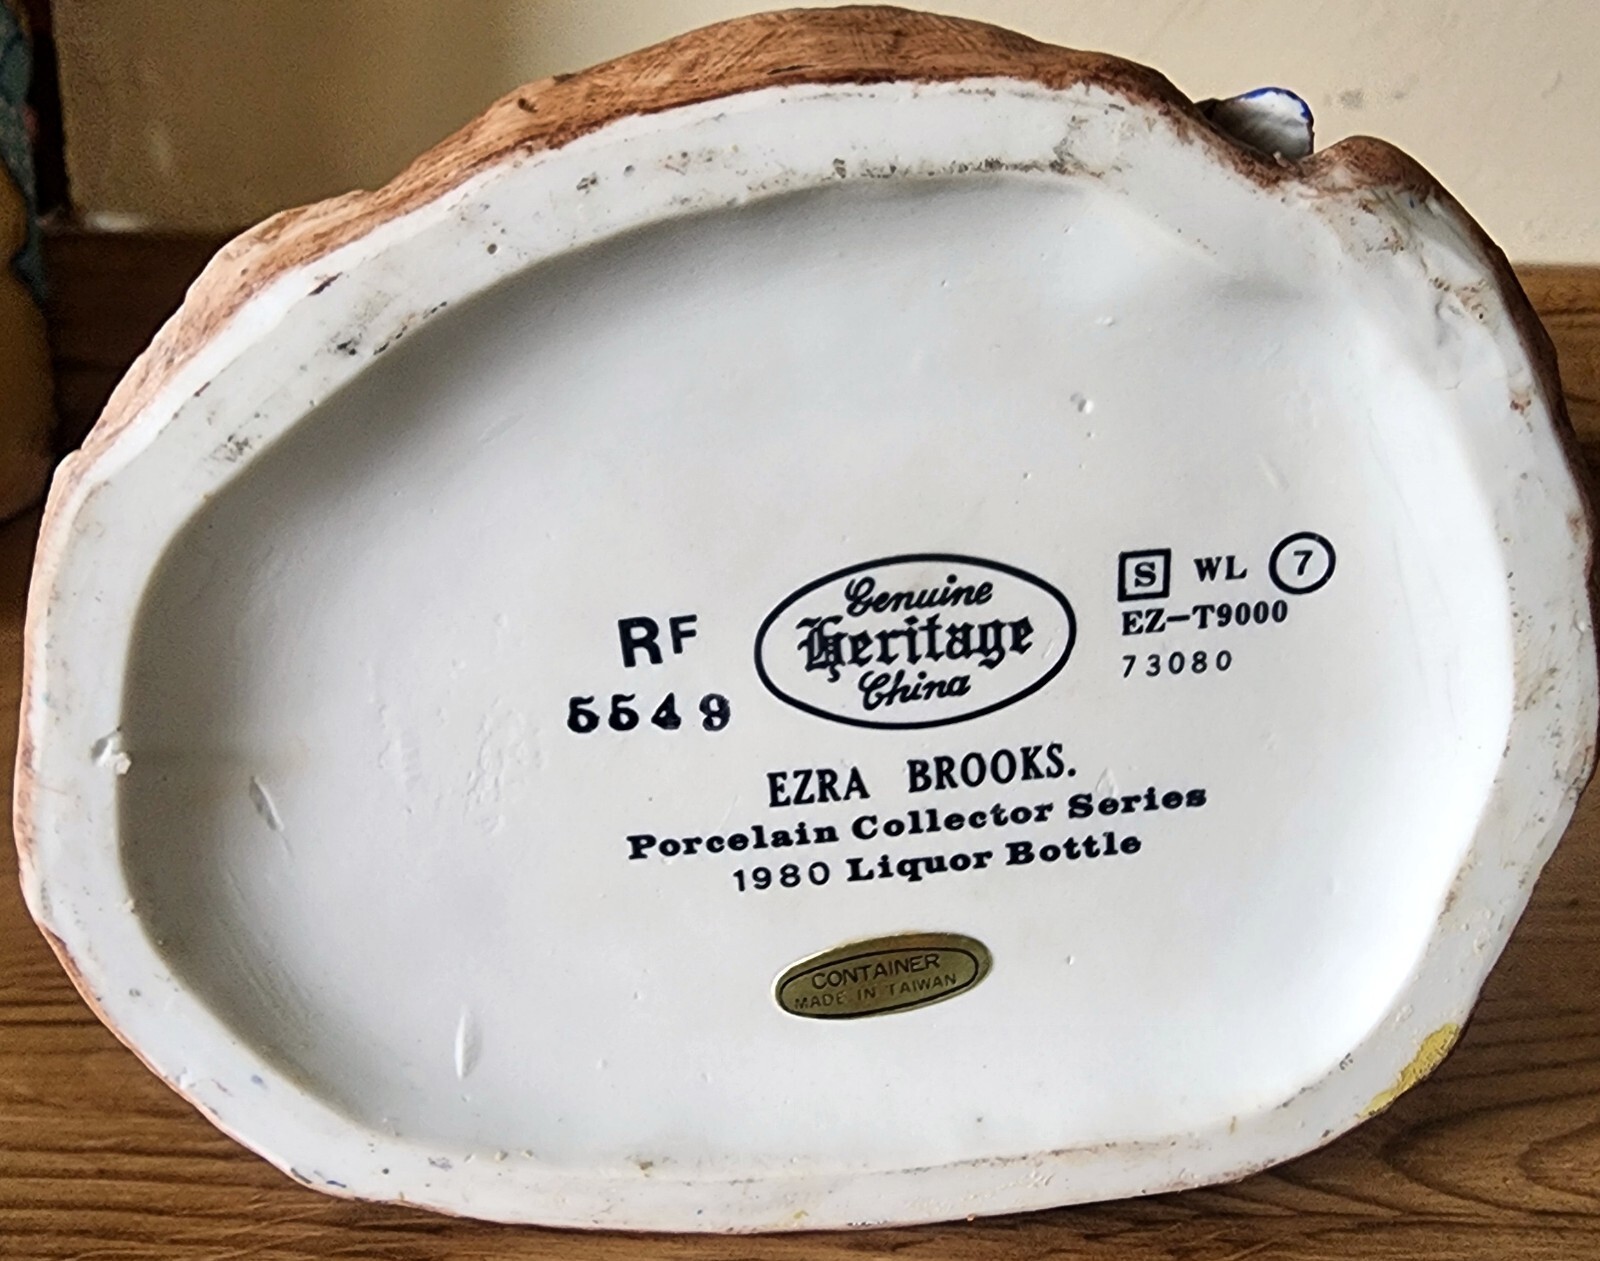 RF
5549
Genuine
Heritage
China
S WL 7
EZ-T9000
73080
EZRA BROOKS.
Porcelain Collector Series
1980 Liquor Bottle
CONTAINER
MADE IN TAIWAN